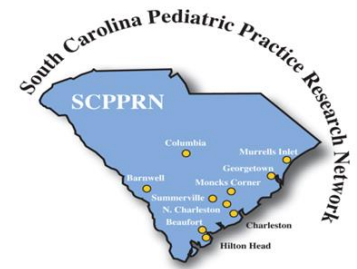 South Carolina Pediatric Practice Research Network
SCPPRN
Columbia
Murrells Inlet
Georgetown
Barnwell
Moncks Corner
Summerville
N. Charleston
Beaufort
Charleston
Hilton Head